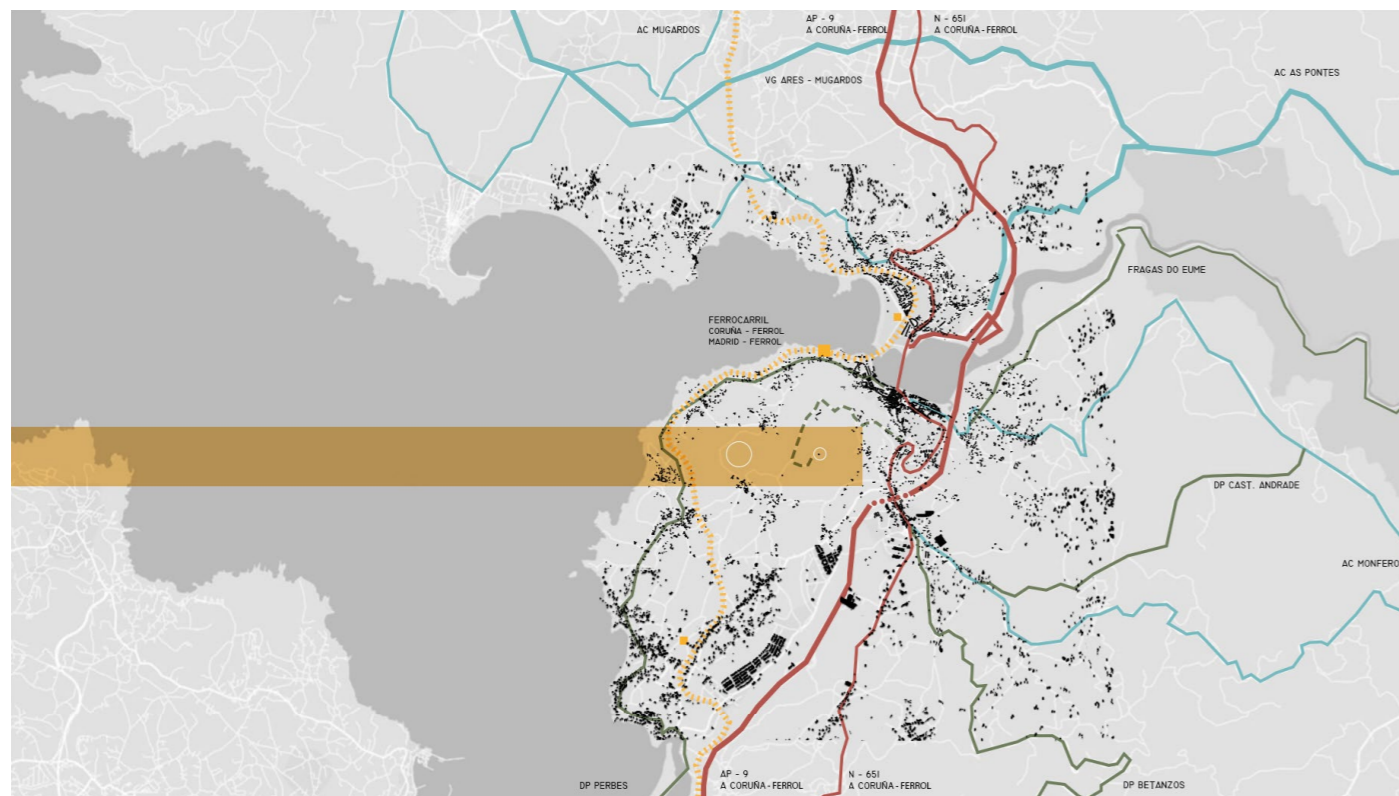 AP - 9
A CORUÑA-FERROL
N - 651
A CORUÑA-FERROL
AC MUGARDOS
VG ARES - MUGARDOS
AC AS PONTES
FRAGAS DO EUME
FERROCARRIL
CORUÑA - FERROL
MADRID - FERROL
DP CAST. ANDRADE
AC MONFERO
AP - 9
A CORUÑA-FERROL
N - 651
A CORUÑA-FERROL
DP PERBES
DP BETANZOS